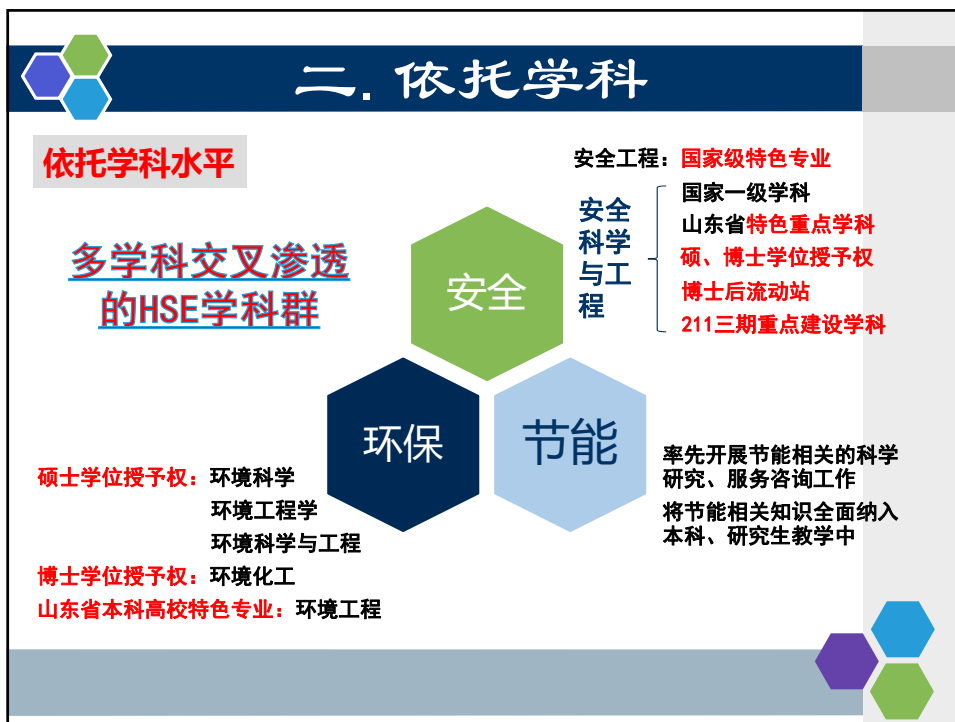 二. 依托学科
依托学科水平
多学科交叉渗透
的HSE学科群
安全工程：国家级特色专业
安全
科学
与工
程
国家一级学科
山东省特色重点学科
硕、博士学位授予权
博士后流动站
211三期重点建设学科
安全
环保
节能
硕士学位授予权：环境科学
环境工程学
环境科学与工程
博士学位授予权：环境化工
山东省本科高校特色专业：环境工程
率先开展节能相关的科学
研究、服务咨询工作
将节能相关知识全面纳入
本科、研究生教学中